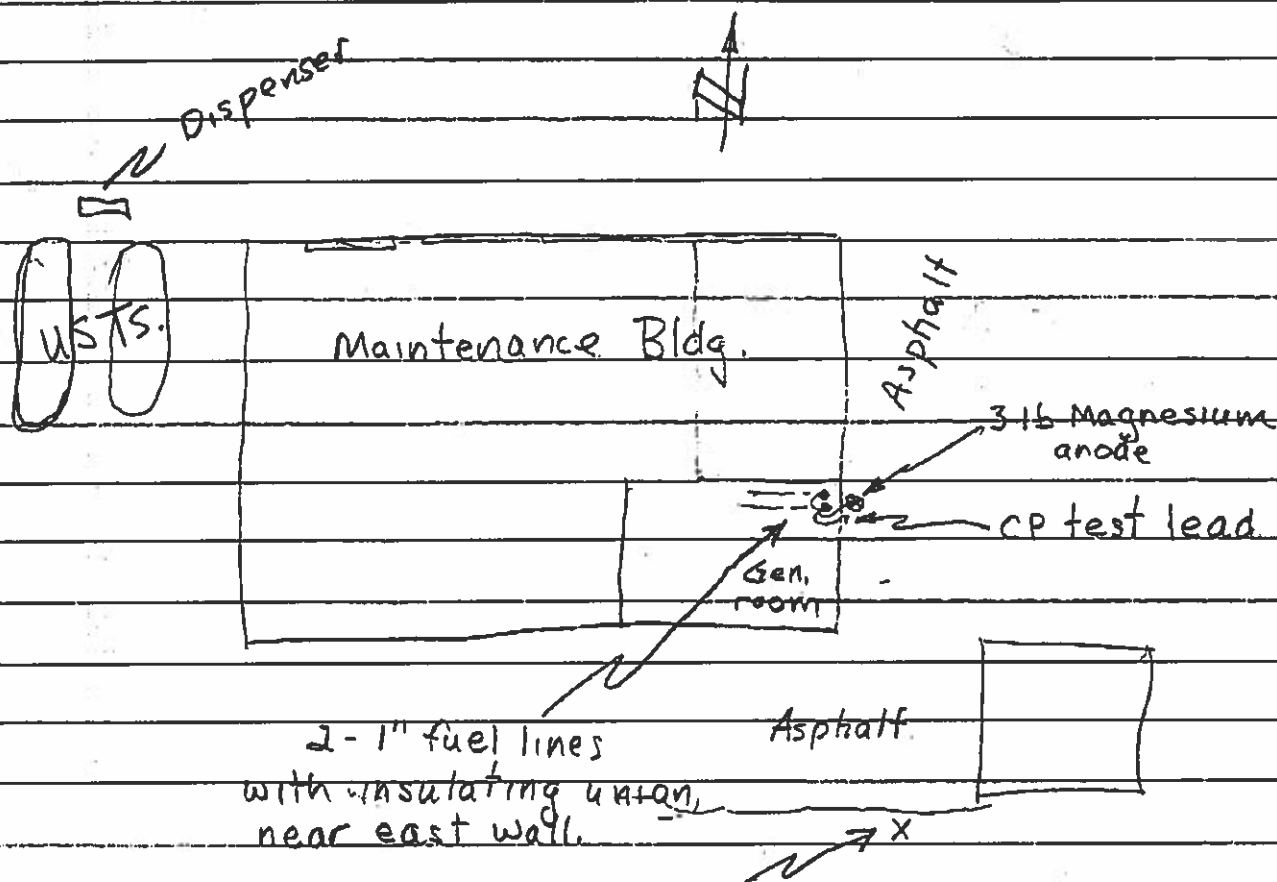 Dispenser
N
USTs.
Maintenance Bldg.
Asphalt
3 lb Magnesium
anode
CP test lead
Gen.
room
2-1" fuel lines
with insulating union,
near east wall.
Asphalt
X